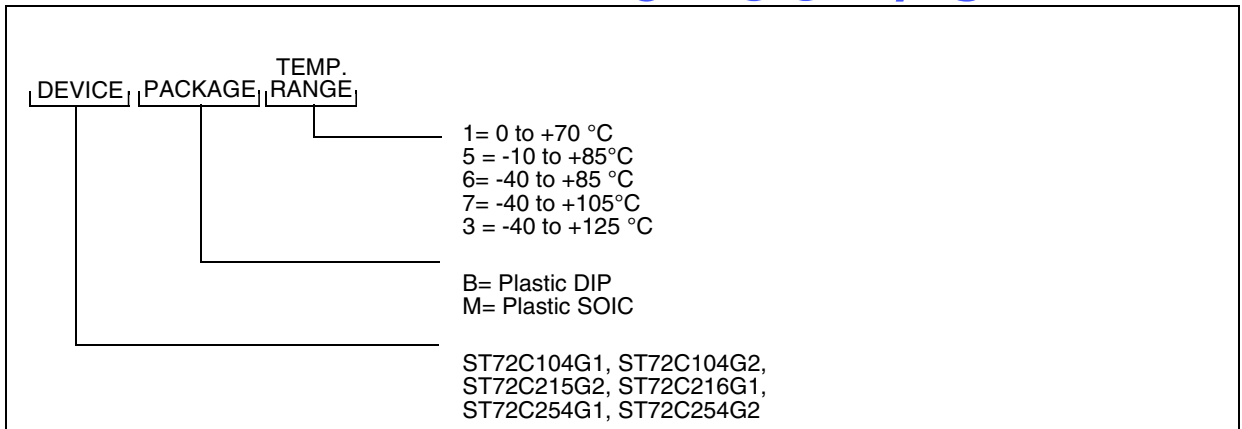 TEMP.
DEVICE PACKAGE RANGE
1= 0 to +70 °C
5 = -10 to +85°C
6= -40 to +85 °C
7= -40 to +105°C
3 = -40 to +125 °C
B= Plastic DIP
M= Plastic SOIC
ST72C104G1, ST72C104G2,
ST72C215G2, ST72C216G1,
ST72C254G1, ST72C254G2